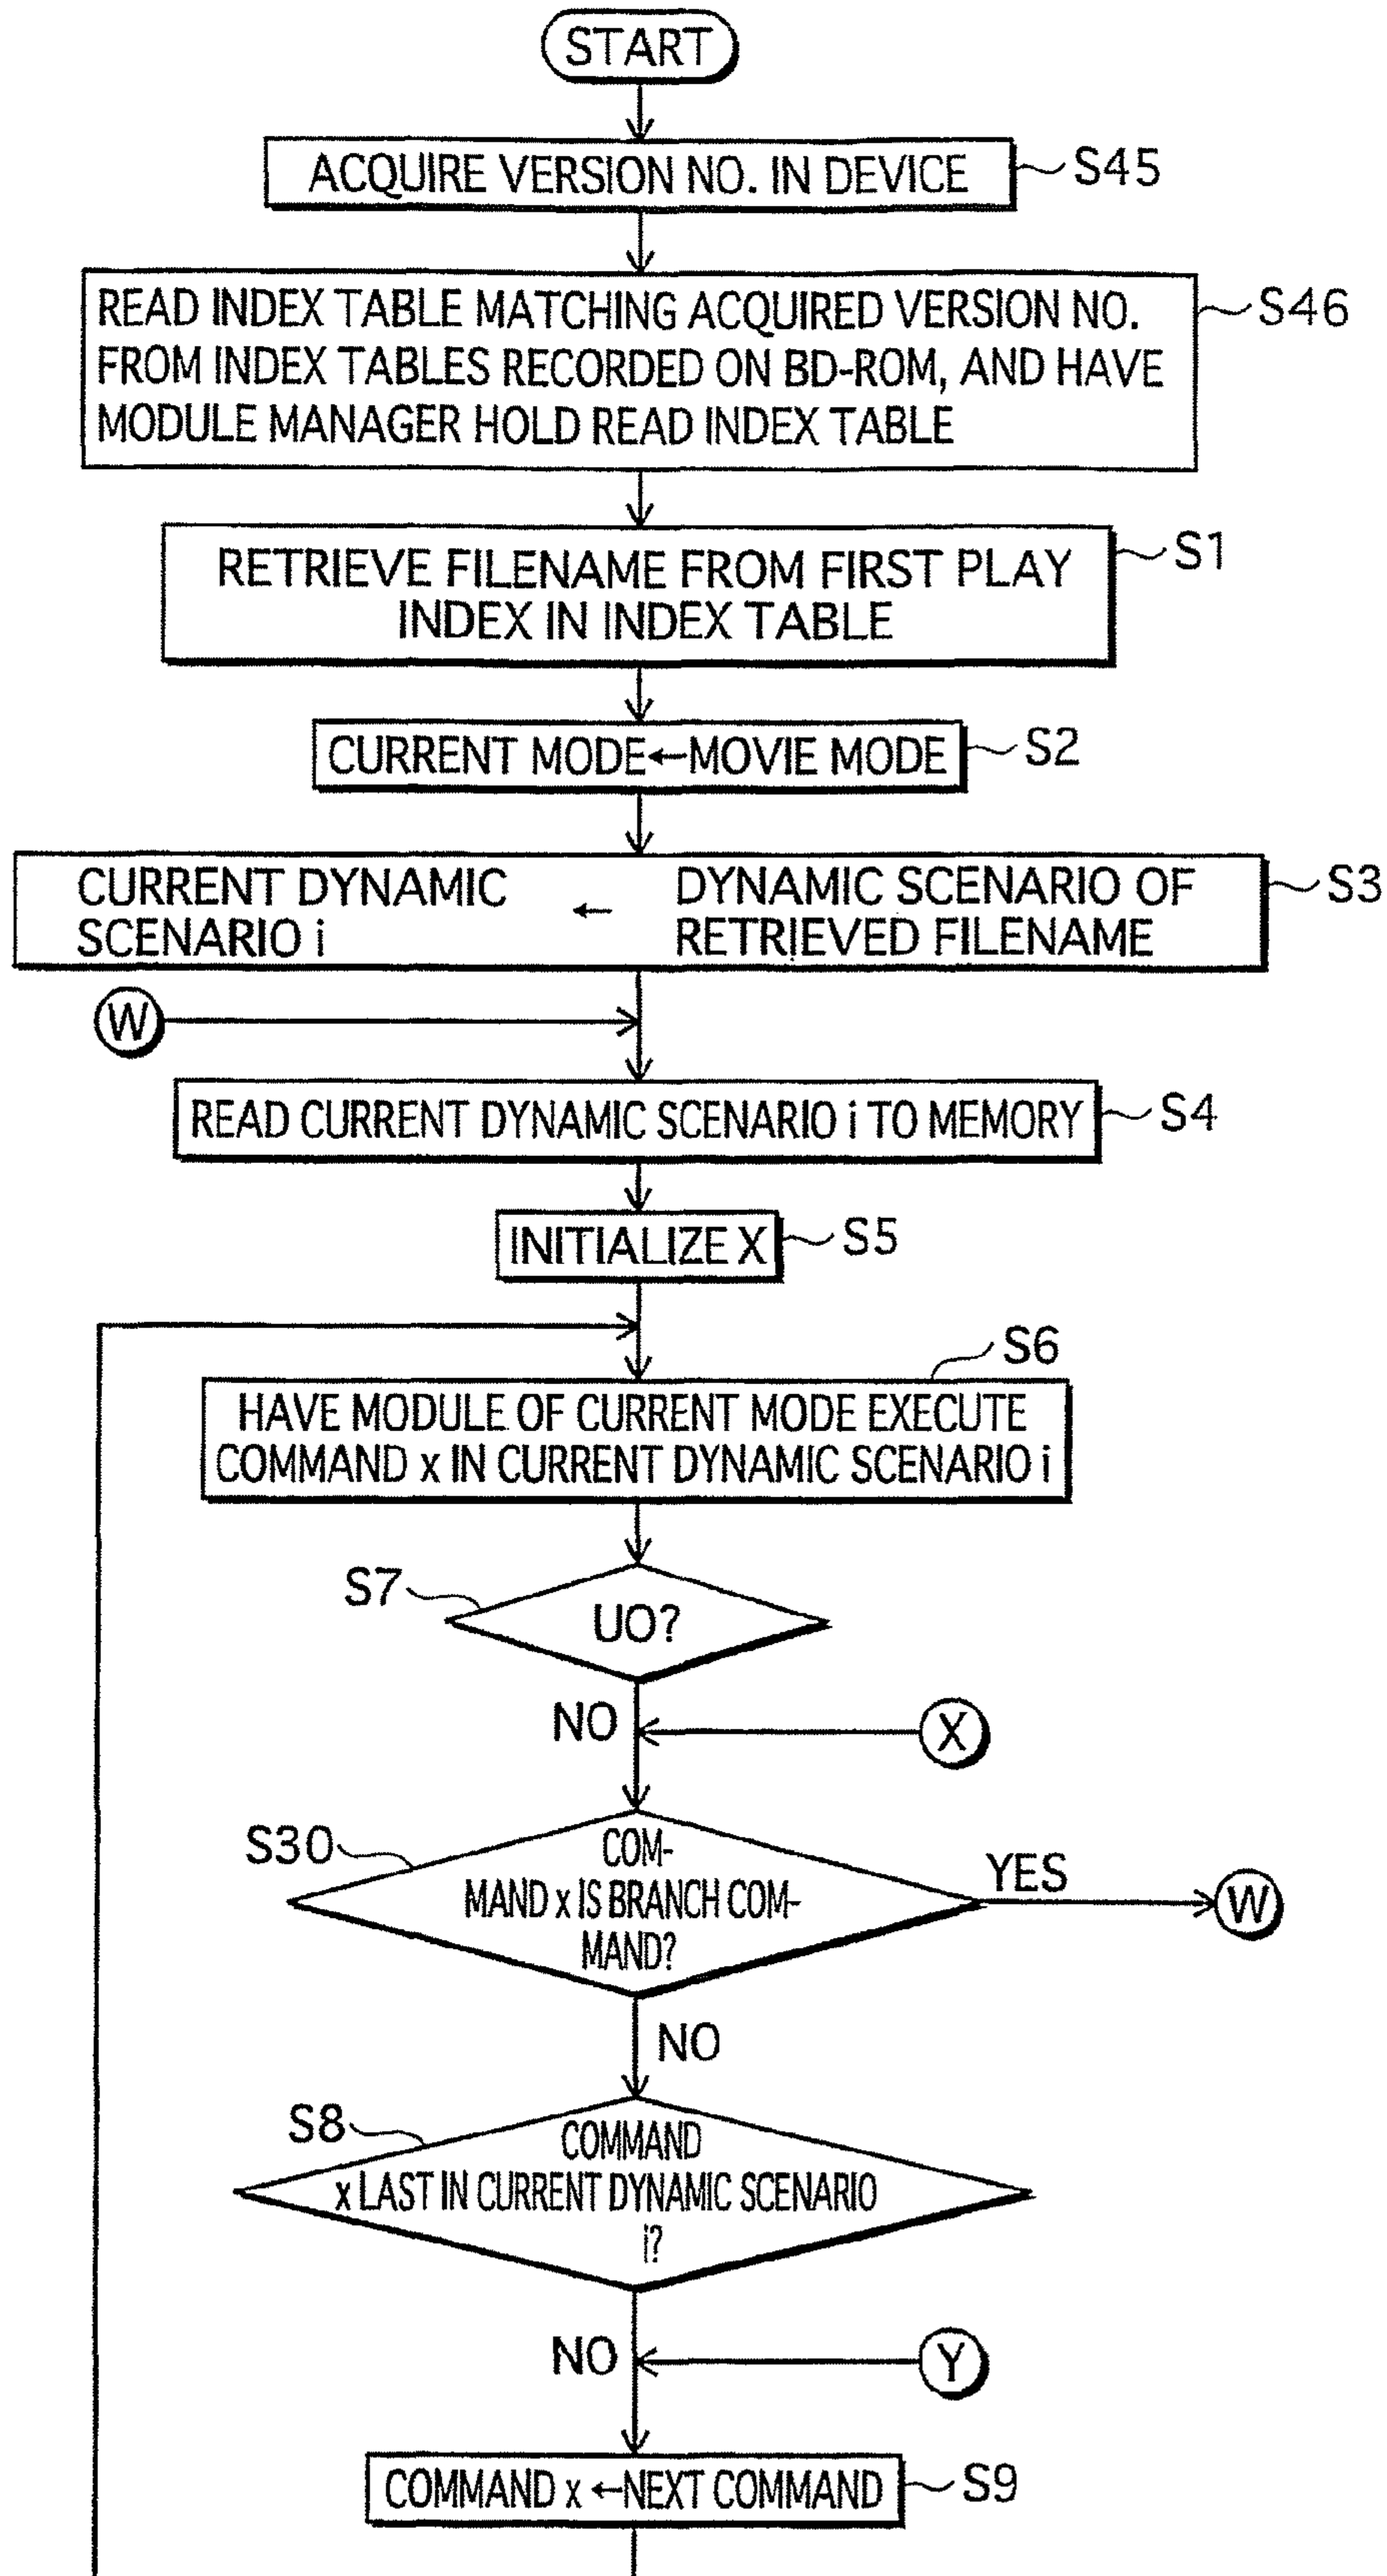 START
ACQUIRE VERSION NO. IN DEVICE
S45
READ INDEX TABLE MATCHING ACQUIRED VERSION NO.
FROM INDEX TABLES RECORDED ON BD-ROM, AND HAVE
MODULE MANAGER HOLD READ INDEX TABLE
S46
RETRIEVE FILENAME FROM FIRST PLAY
INDEX IN INDEX TABLE
S1
CURRENT MODE←MOVIE MODE
S2
CURRENT DYNAMIC
SCENARIO i
←
DYNAMIC SCENARIO OF
RETRIEVED FILENAME
S3
W
READ CURRENT DYNAMIC SCENARIO i TO MEMORY
S4
INITIALIZE X
S5
S6
HAVE MODULE OF CURRENT MODE EXECUTE
COMMAND x IN CURRENT DYNAMIC SCENARIO i
S7
UO?
NO
X
S30
COM-
MAND x IS BRANCH COM-
MAND?
YES
W
NO
S8
COMMAND
x LAST IN CURRENT DYNAMIC SCENARIO
i?
NO
Y
COMMAND x ←NEXT COMMAND
S9